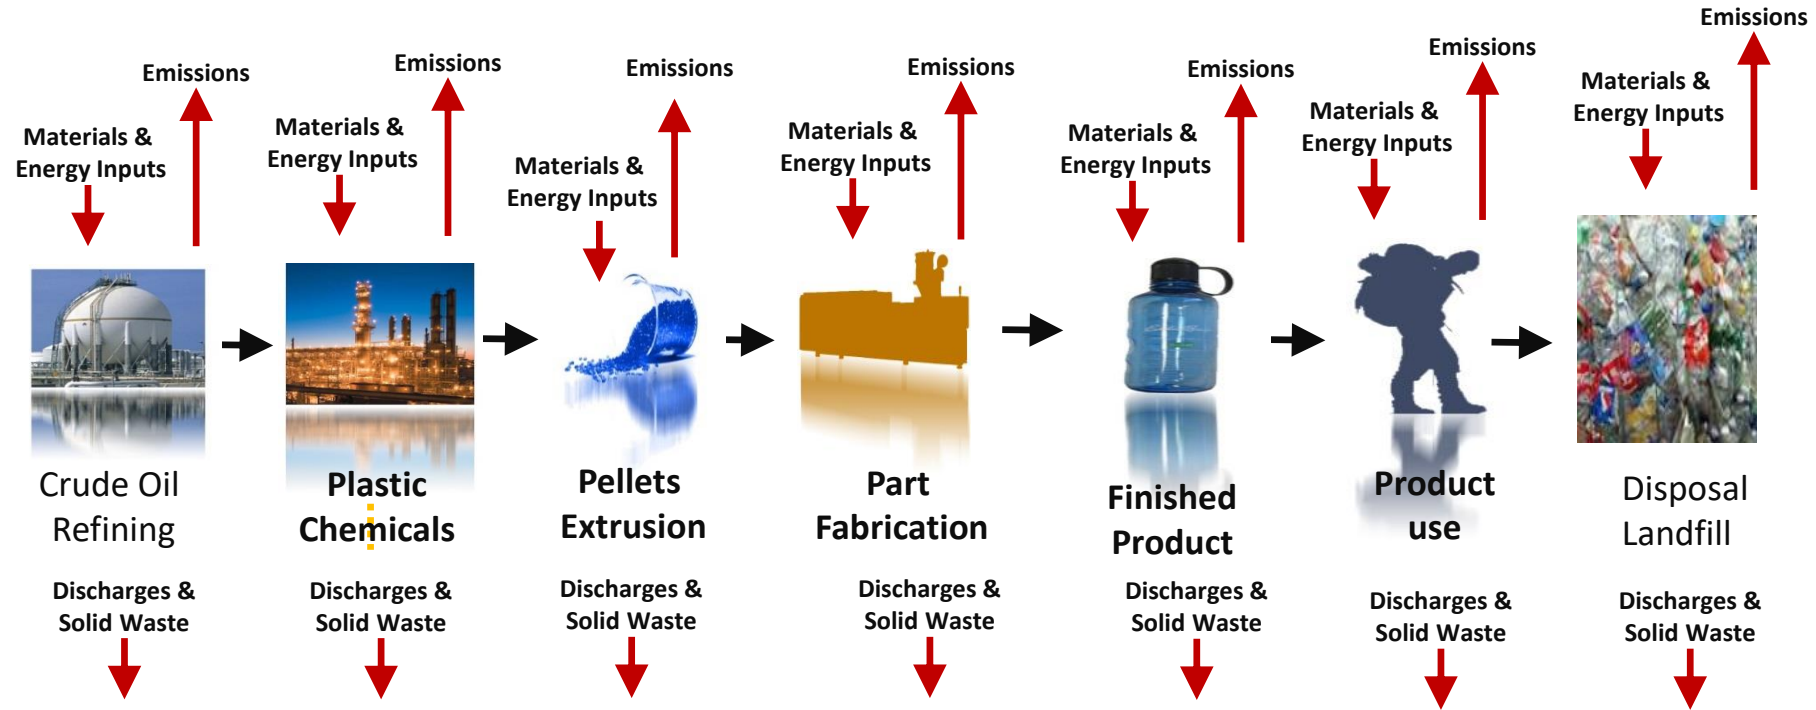 Emissions
Materials &
Energy Inputs
Crude Oil
Refining
Discharges &
Solid Waste
Emissions
Materials &
Energy Inputs
Plastic
Chemicals
Discharges &
Solid Waste
Emissions
Materials &
Energy Inputs
Pellets
Extrusion
Discharges &
Solid Waste
Emissions
Materials &
Energy Inputs
Part
Fabrication
Discharges &
Solid Waste
Emissions
Materials &
Energy Inputs
Finished
Product
Discharges &
Solid Waste
Emissions
Materials &
Energy Inputs
Product
use
Discharges &
Solid Waste
Emissions
Materials &
Energy Inputs
Disposal
Landfill
Discharges &
Solid Waste